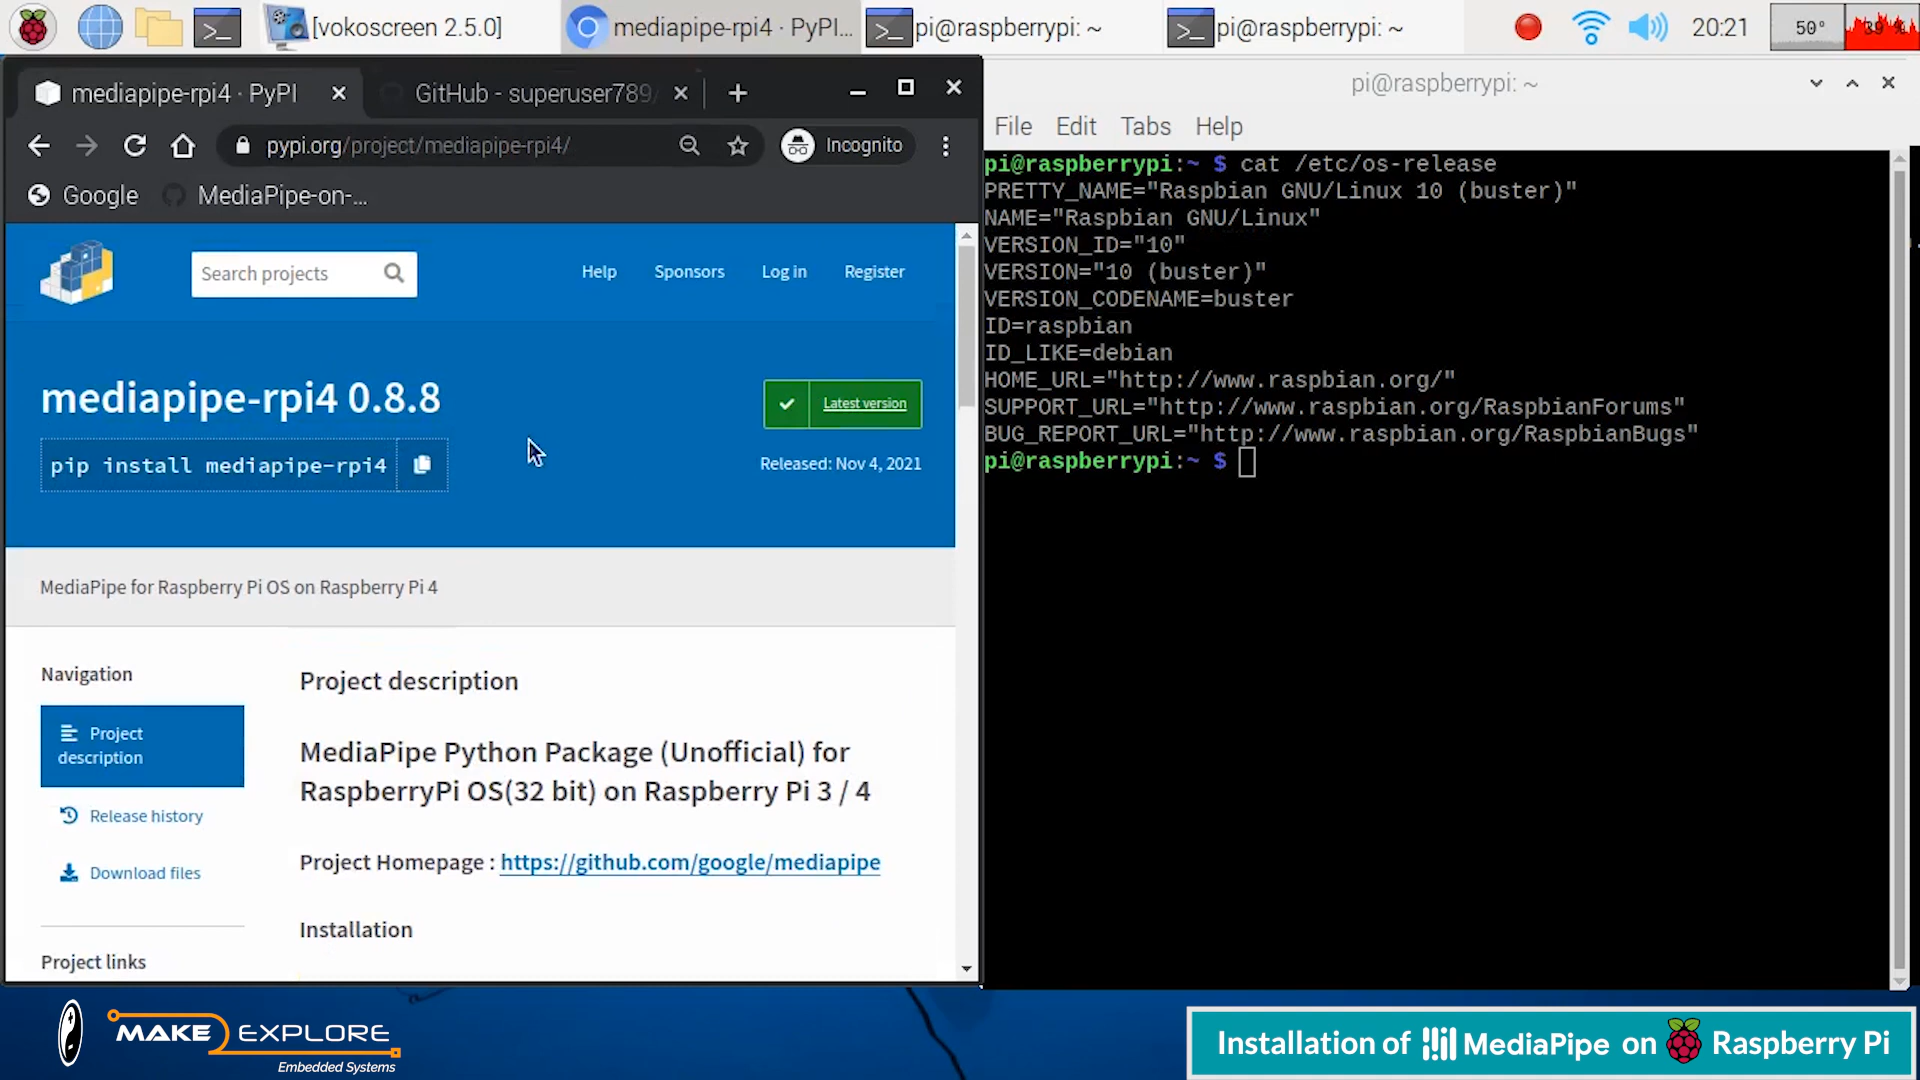 [vokoscreen 2.5.0]
mediapipe-rpi4 · PyPI...
pi@raspberrypi: ~
pi@raspberrypi: ~
20:21
50°
39 %
mediapipe-rpi4 · PyPI
GitHub - superuser789/
pypi.org/project/mediapipe-rpi4/
Incognito
Google
MediaPipe-on-...
Search projects
Help
Sponsors
Log in
Register
mediapipe-rpi4 0.8.8
Latest version
pip install mediapipe-rpi4
Released: Nov 4, 2021
MediaPipe for Raspberry Pi OS on Raspberry Pi 4
Navigation
Project
description
Release history
Download files
Project links
Project description
MediaPipe Python Package (Unofficial) for
RaspberryPi OS(32 bit) on Raspberry Pi 3 / 4
Project Homepage : https://github.com/google/mediapipe
Installation
pi@raspberrypi: ~
File Edit Tabs Help
pi@raspberrypi:~ $ cat /etc/os-release
PRETTY_NAME="Raspbian GNU/Linux 10 (buster)"
NAME="Raspbian GNU/Linux"
VERSION_ID="10"
VERSION="10 (buster)"
VERSION_CODENAME=buster
ID=raspbian
ID_LIKE=debian
HOME_URL="http://www.raspbian.org/"
SUPPORT_URL="http://www.raspbian.org/RaspbianForums"
BUG_REPORT_URL="http://www.raspbian.org/RaspbianBugs"
pi@raspberrypi:~ $
MAKE EXPLORE
Embedded Systems
Installation of MediaPipe on Raspberry Pi